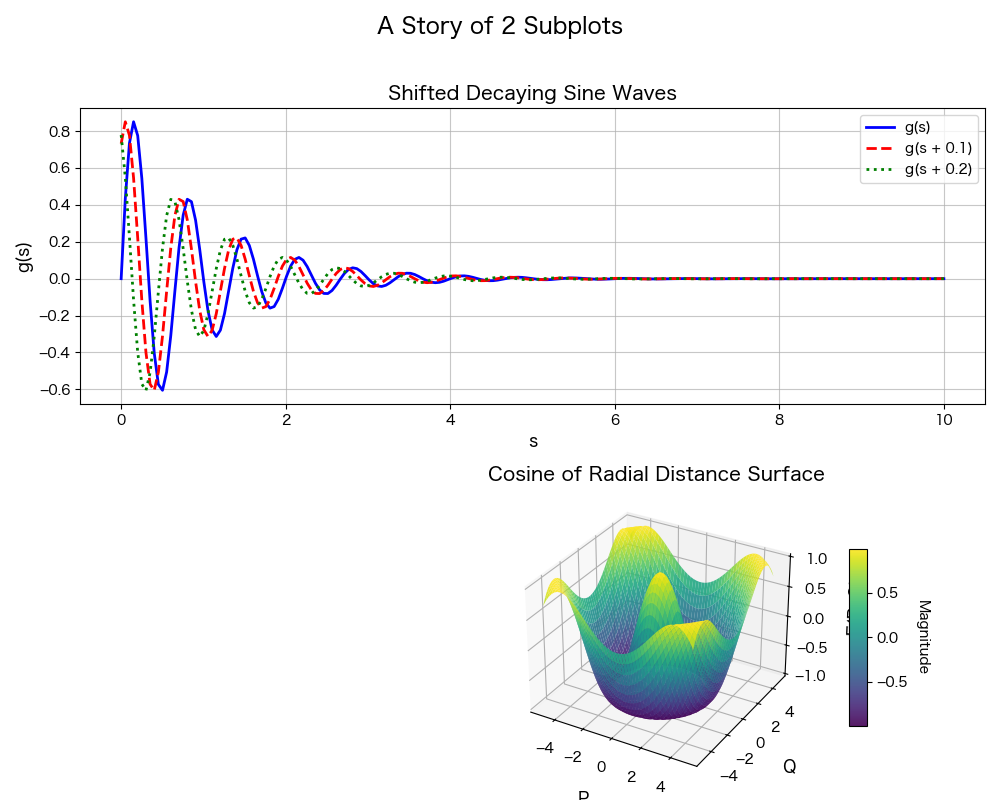 A Story of 2 Subplots
Shifted Decaying Sine Waves
g(s)
g(s + 0.1)
g(s + 0.2)
0.8
0.6
0.4
0.2
0.0
−0.2
−0.4
−0.6
g(s)
0 2 4 6 8 10
s
Cosine of Radial Distance Surface
1.0
0.5
0.0
−0.5
−1.0
0.5
0.0
−0.5
Magnitude
−4 −2 0 2 4
P
−4 −2 0 2 4
Q